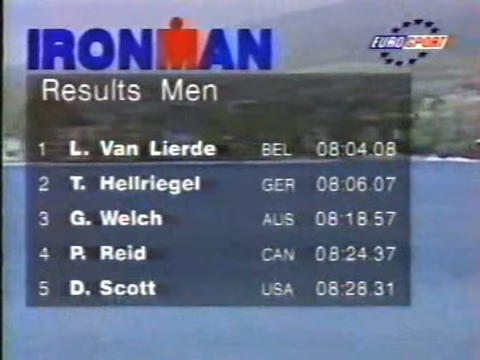 IRONMAN
EUROSPORT
Results Men
1 L. Van Lierde BEL 08:04.08
2 T. Hellriegel GER 08:06.07
3 G. Welch AUS 08:18.57
4 P. Reid CAN 08:24.37
5 D. Scott USA 08:28.31